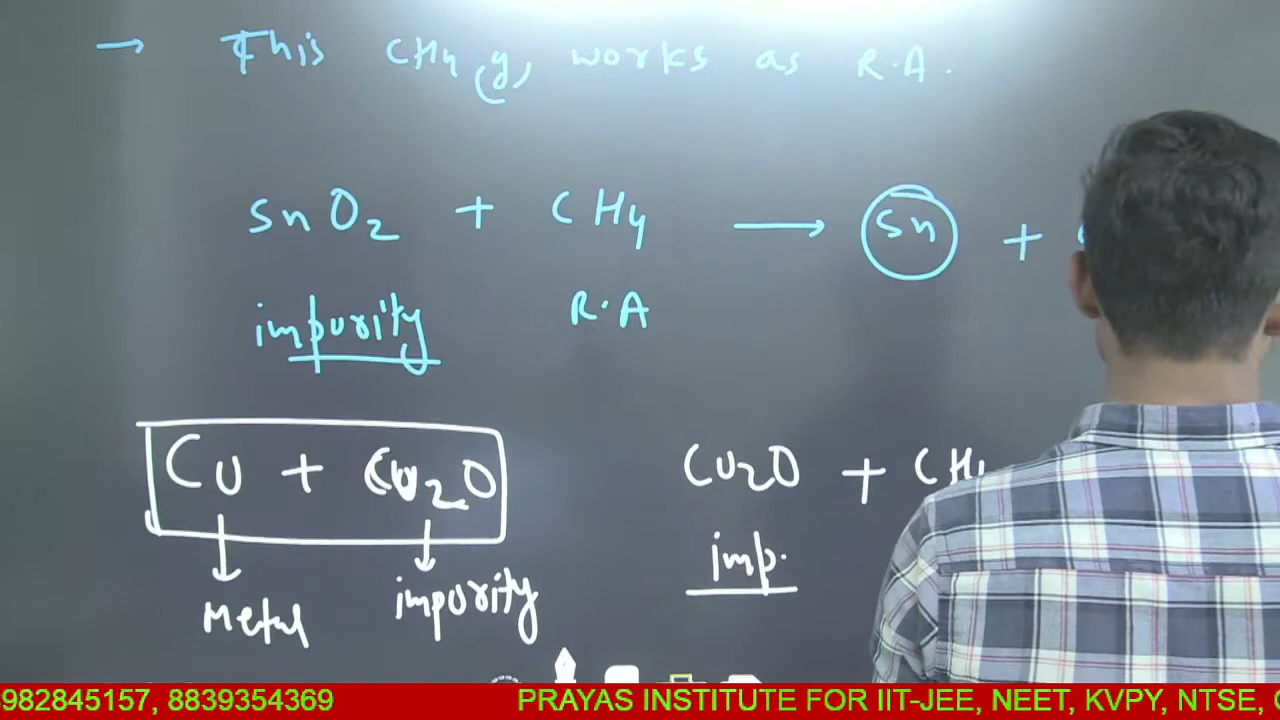 → This CH4(g), works as R.A.
SnO2 + CH4 → Sn +
impurity R.A
Cu + Cu2O
Metal impurity
Cu2O + CH4
imp.
982845157, 8839354369 PRAYAS INSTITUTE FOR IIT-JEE, NEET, KVPY, NTSE,